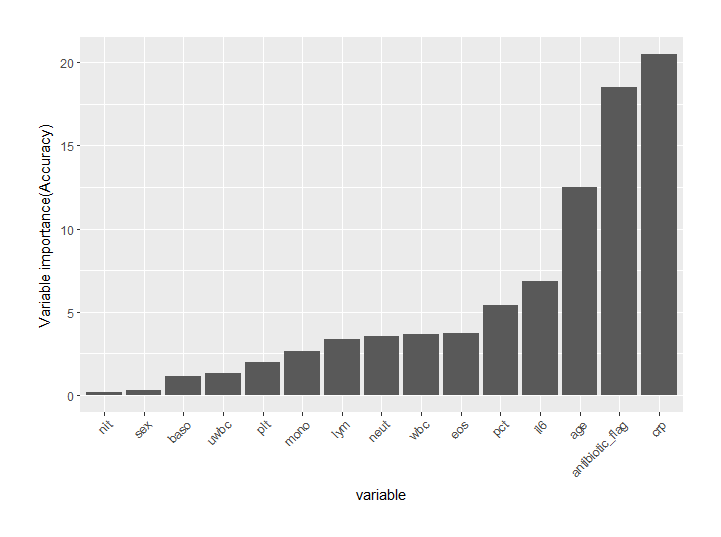 Variable importance(Accuracy)
20
15
10
5
0
nit
sex
baso
uwbc
plt
mono
lym
neut
wbc
eos
pct
il6
age
antibiotic_flag
crp
variable